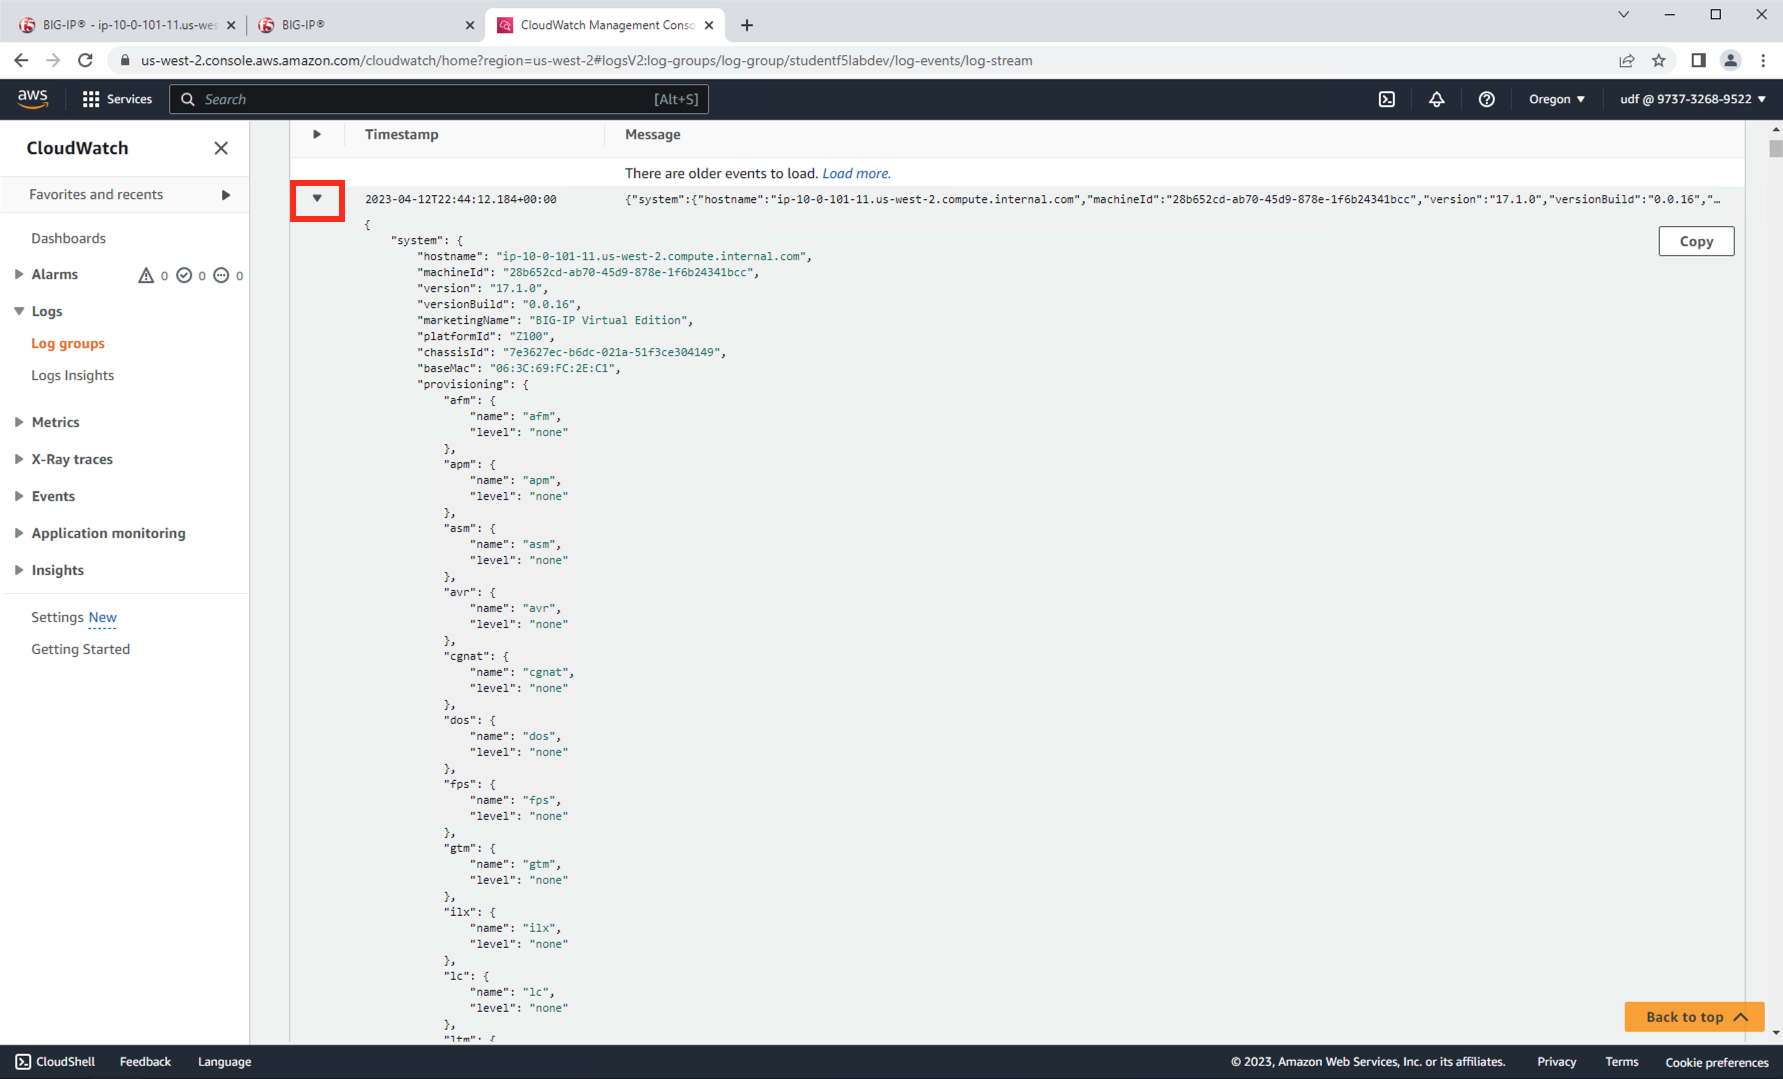 BIG-IP® - ip-10-0-101-11.us-wes
BIG-IP®
CloudWatch Management Conso
us-west-2.console.aws.amazon.com/cloudwatch/home?region=us-west-2#logsV2:log-groups/log-group/studentf5labdev/log-events/log-stream
aws
Services
Search
[Alt+S]
Oregon
udf @ 9737-3268-9522
CloudWatch
Favorites and recents
Dashboards
Alarms
0
0
0
Logs
Log groups
Logs Insights
Metrics
X-Ray traces
Events
Application monitoring
Insights
Settings New
Getting Started
Timestamp
Message
There are older events to load. Load more.
2023-04-12T22:44:12.184+00:00
{"system":{"hostname":"ip-10-0-101-11.us-west-2.compute.internal.com","machineId":"28b652cd-ab70-45d9-878e-1f6b24341bcc","version":"17.1.0","versionBuild":"0.0.16","…
Copy
{
"system": {
"hostname": "ip-10-0-101-11.us-west-2.compute.internal.com",
"machineId": "28b652cd-ab70-45d9-878e-1f6b24341bcc",
"version": "17.1.0",
"versionBuild": "0.0.16",
"marketingName": "BIG-IP Virtual Edition",
"platformId": "Z100",
"chassisId": "7e3627ec-b6dc-021a-51f3ce304149",
"baseMac": "06:3C:69:FC:2E:C1",
"provisioning": {
"afm": {
"name": "afm",
"level": "none"
},
"apm": {
"name": "apm",
"level": "none"
},
"asm": {
"name": "asm",
"level": "none"
},
"avr": {
"name": "avr",
"level": "none"
},
"cgnat": {
"name": "cgnat",
"level": "none"
},
"dos": {
"name": "dos",
"level": "none"
},
"fps": {
"name": "fps",
"level": "none"
},
"gtm": {
"name": "gtm",
"level": "none"
},
"ilx": {
"name": "ilx",
"level": "none"
},
"lc": {
"name": "lc",
"level": "none"
},
"ltm": {
Back to top
CloudShell
Feedback
Language
© 2023, Amazon Web Services, Inc. or its affiliates.
Privacy
Terms
Cookie preferences